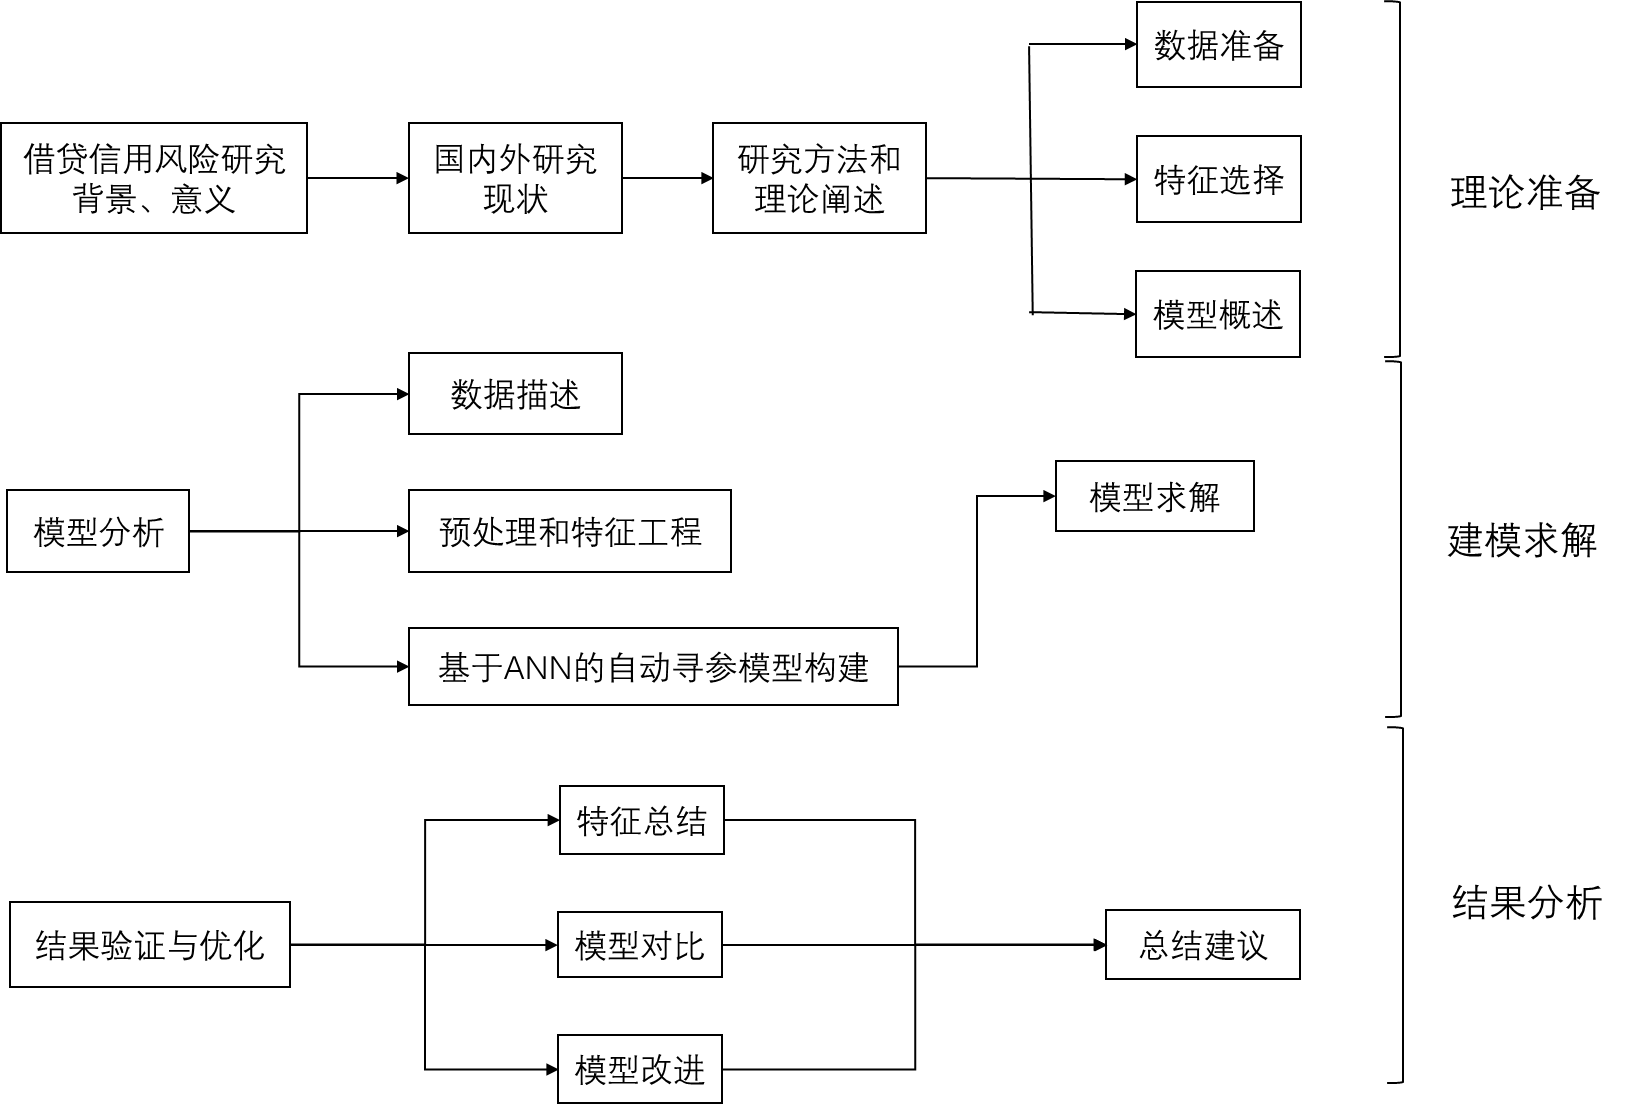 数据准备
借贷信用风险研究
背景、意义
国内外研究
现状
研究方法和
理论阐述
特征选择
理论准备
模型概述
数据描述
模型分析
预处理和特征工程
模型求解
建模求解
基于ANN的自动寻参模型构建
特征总结
结果验证与优化
模型对比
总结建议
结果分析
模型改进